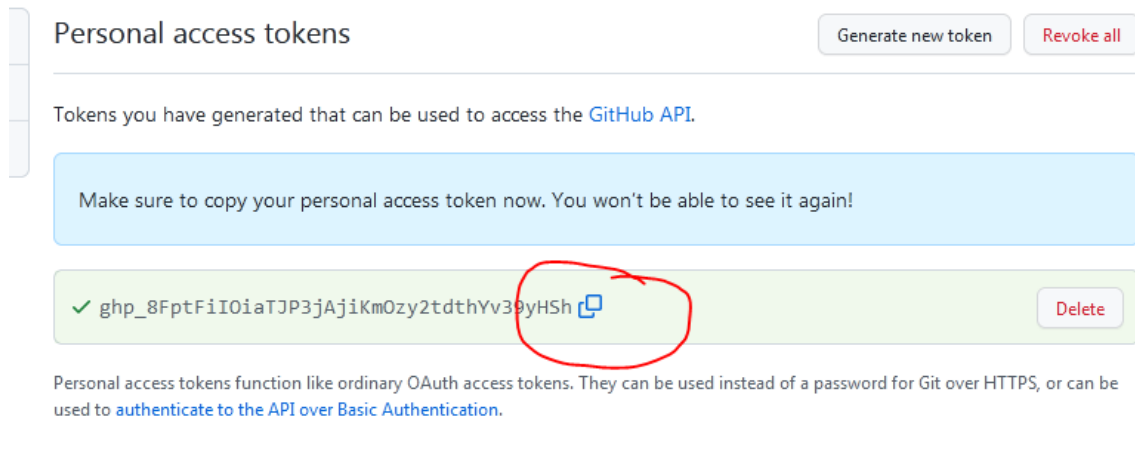 Personal access tokens
Generate new token
Revoke all
Tokens you have generated that can be used to access the GitHub API.
Make sure to copy your personal access token now. You won't be able to see it again!
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
Delete
Personal access tokens function like ordinary OAuth access tokens. They can be used instead of a password for Git over HTTPS, or can be
used to authenticate to the API over Basic Authentication.